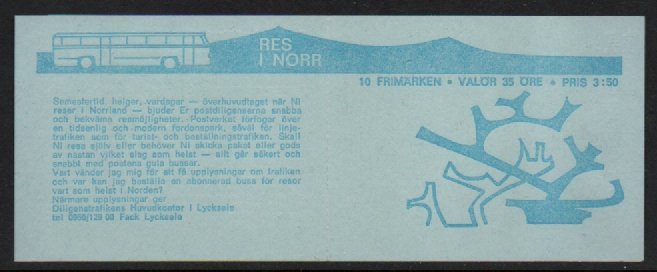 RES
I NORR
10 FRIMÄRKEN • VALÖR 35 ÖRE • PRIS 3:50
Semestertid, helger, vardagar — överhuvudtaget när Ni
reser i Norrland — bjuder Er postdiligenserna snabba
och bekväma resmöjligheter. Postverket förfogar över
en tidsenlig och modern fordonspark, såväl för linje-
trafiken som för turist- och beställningstrafiken. Skall
Ni resa själv eller behöver Ni skicka paket eller gods
av nästan vilket slag som helst — allt går säkert och
snabbt med postens gula bussar.
Vart vänder jag mig för att få upplysningar om trafiken
och var kan jag beställa en abonnerad buss för resor
vart som helst i Norden?
Närmare upplysningar ger
Diligenstrafikens Huvudkontor i Lycksele
tel 0950/129 00 Fack Lycksele